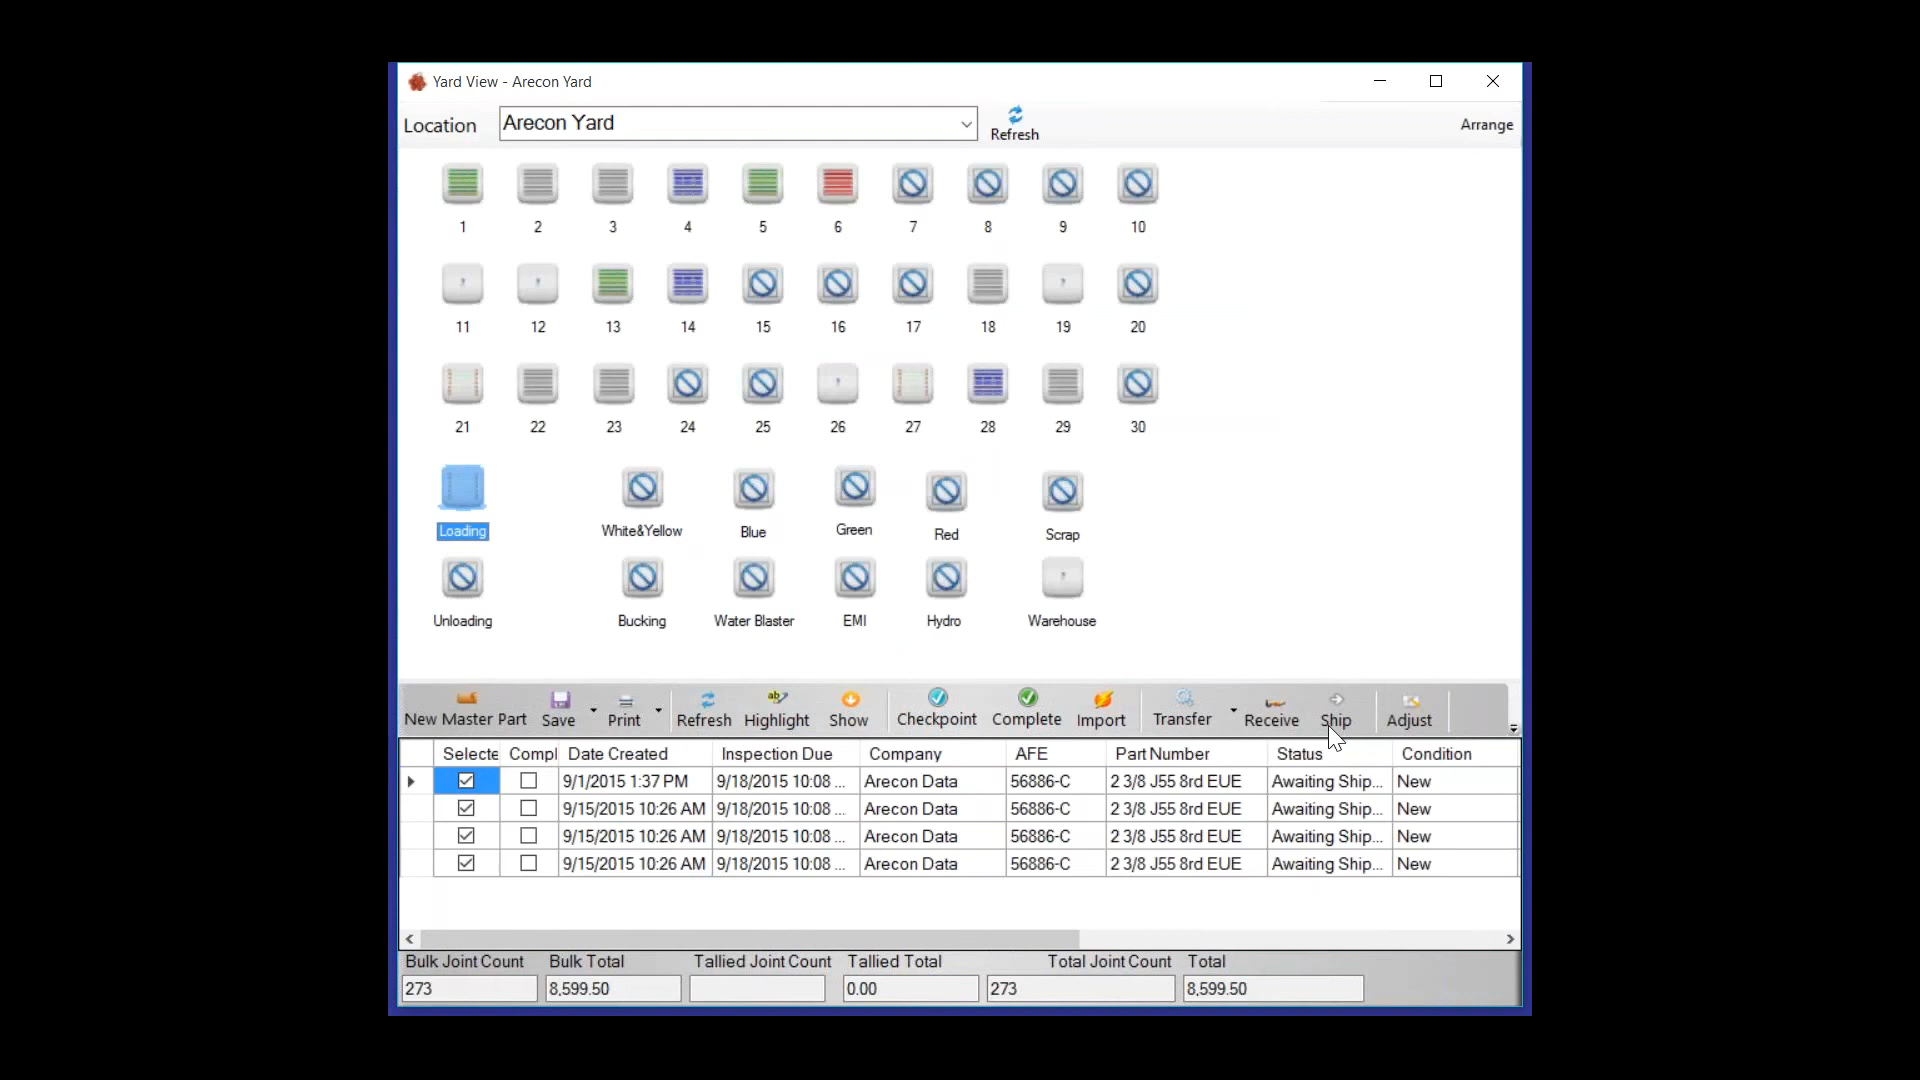 Yard View - Arecon Yard
Location Arecon Yard Refresh Arrange
1 2 3 4 5 6 7 8 9 10
11 12 13 14 15 16 17 18 19 20
21 22 23 24 25 26 27 28 29 30
Loading White&Yellow Blue Green Red Scrap
Unloading Bucking Water Blaster EMI Hydro Warehouse
New Master Part Save Print Refresh Highlight Show Checkpoint Complete Import Transfer Receive Ship Adjust
Selecte Compl Date Created Inspection Due Company AFE Part Number Status Condition
9/1/2015 1:37 PM 9/18/2015 10:08 ... Arecon Data 56886-C 2 3/8 J55 8rd EUE Awaiting Ship... New
9/15/2015 10:26 AM 9/18/2015 10:08 ... Arecon Data 56886-C 2 3/8 J55 8rd EUE Awaiting Ship... New
9/15/2015 10:26 AM 9/18/2015 10:08 ... Arecon Data 56886-C 2 3/8 J55 8rd EUE Awaiting Ship... New
9/15/2015 10:26 AM 9/18/2015 10:08 ... Arecon Data 56886-C 2 3/8 J55 8rd EUE Awaiting Ship... New
Bulk Joint Count Bulk Total Tallied Joint Count Tallied Total Total Joint Count Total
273 8,599.50 0.00 273 8,599.50